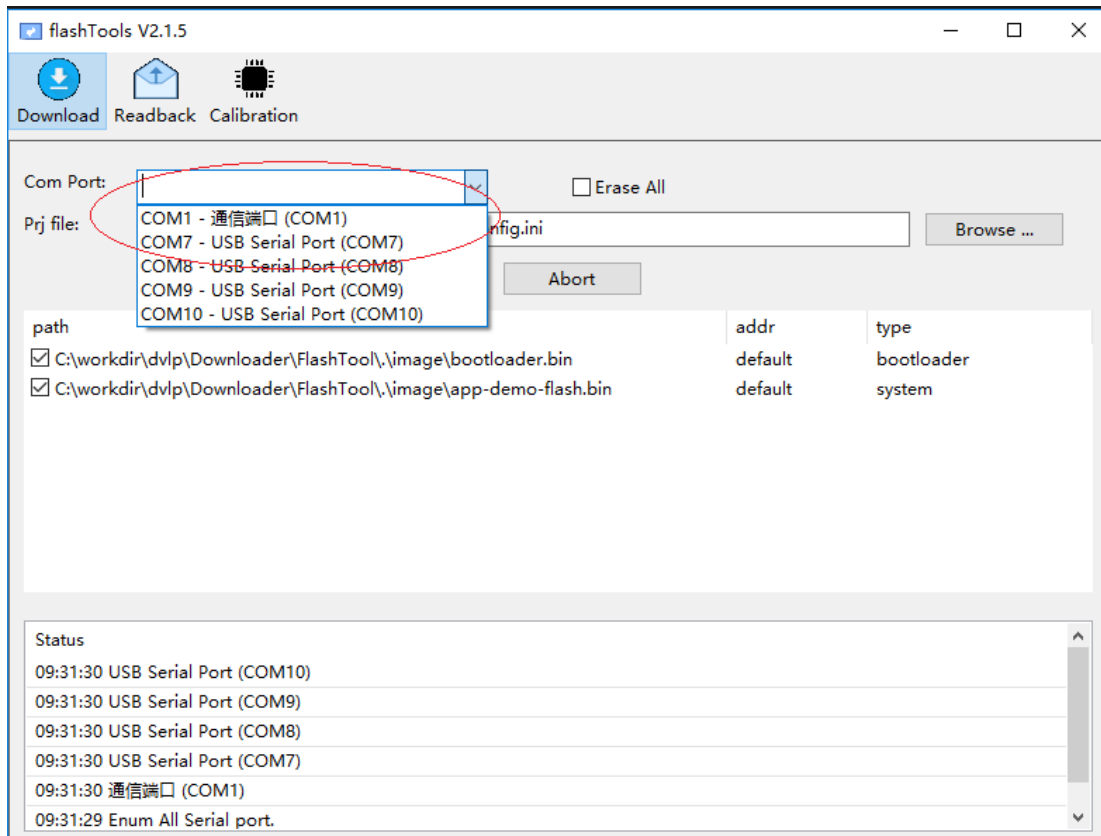 flashTools V2.1.5
Download Readback Calibration
Com Port:
Erase All
COM1 - 通信端口 (COM1)
COM7 - USB Serial Port (COM7)
COM8 - USB Serial Port (COM8)
COM9 - USB Serial Port (COM9)
COM10 - USB Serial Port (COM10)
Prj file:
nfig.ini
Browse ...
Abort
path addr type
C:\workdir\dvlp\Downloader\FlashTool\.\image\bootloader.bin default bootloader
C:\workdir\dvlp\Downloader\FlashTool\.\image\app-demo-flash.bin default system
Status
09:31:30 USB Serial Port (COM10)
09:31:30 USB Serial Port (COM9)
09:31:30 USB Serial Port (COM8)
09:31:30 USB Serial Port (COM7)
09:31:30 通信端口 (COM1)
09:31:29 Enum All Serial port.